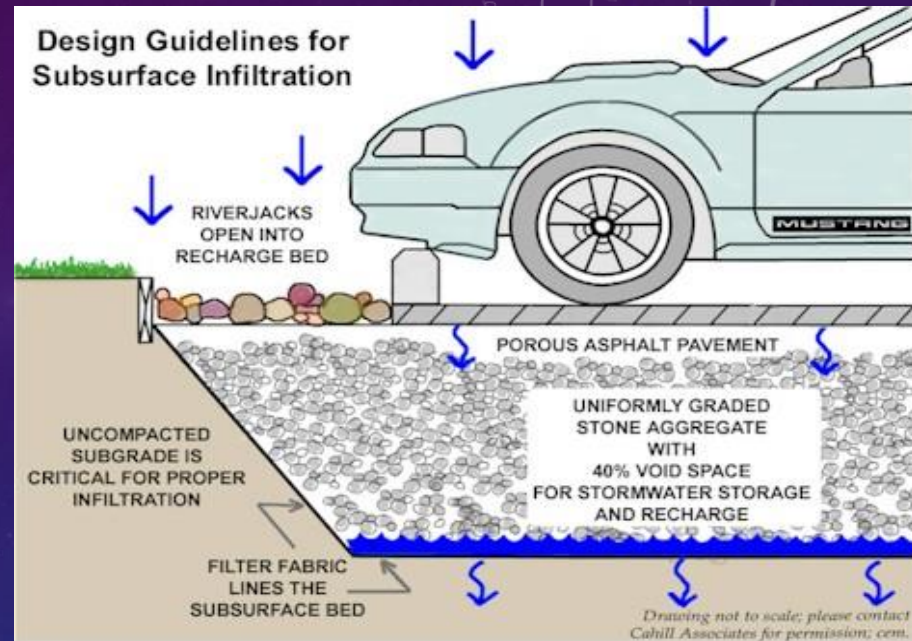 Design Guidelines for
Subsurface Infiltration
RIVERJACKS
OPEN INTO
RECHARGE BED
MUSTANG
POROUS ASPHALT PAVEMENT
UNIFORMLY GRADED
STONE AGGREGATE
WITH
40% VOID SPACE
FOR STORMWATER STORAGE
AND RECHARGE
UNCOMPACTED
SUBGRADE IS
CRITICAL FOR PROPER
INFILTRATION
FILTER FABRIC
LINES THE
SUBSURFACE BED
Drawing not to scale; please contact
Cahill Associates for permission; cem.